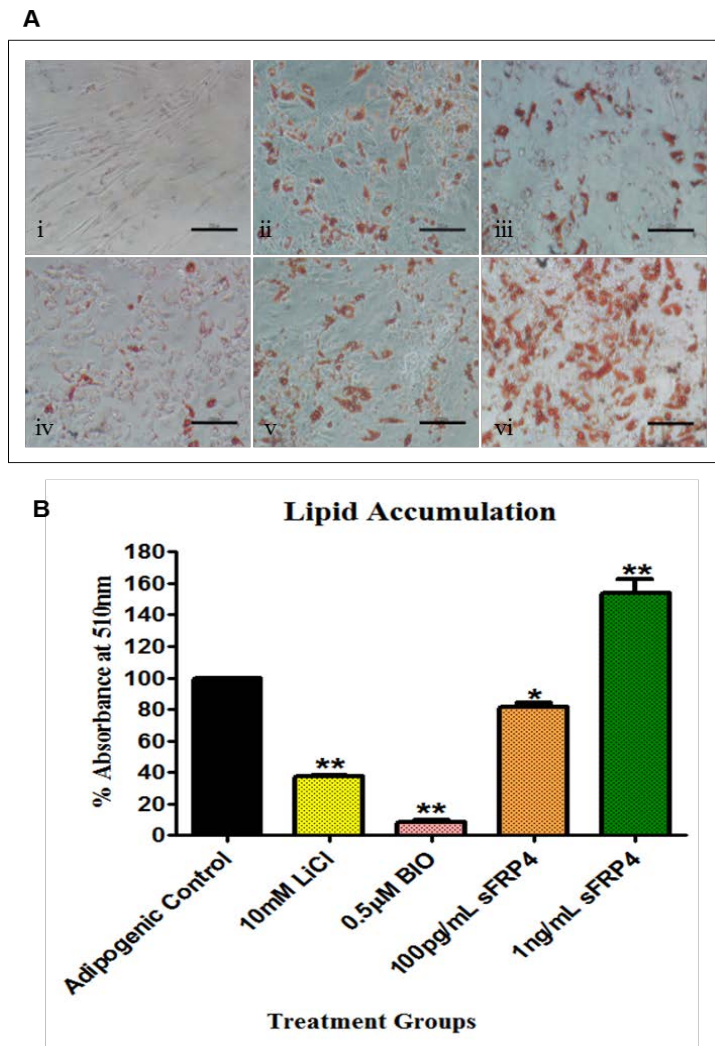 A
i
ii
iii
iv
v
vi
B
Lipid Accumulation
% Absorbance at 510nm
180
160
140
120
100
80
60
40
20
0
**
**
*
**
Adipogenic Control
10mM LiCl
0.5µM BIO
100pg/mL sFRP4
1ng/mL sFRP4
Treatment Groups